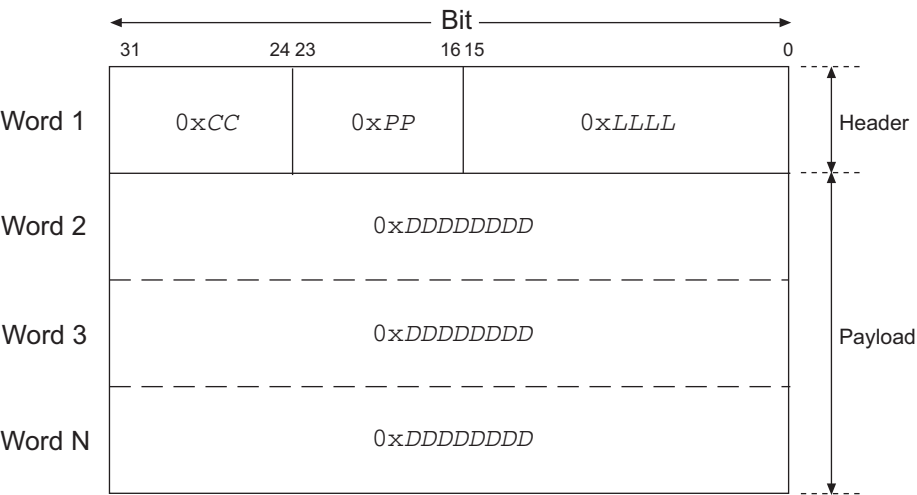 Bit
31 24 23 16 15 0
Word 1 0xCC 0xPP 0xLLLL Header
Word 2 0xDDDDDDDD
Word 3 0xDDDDDDDD Payload
Word N 0xDDDDDDDD